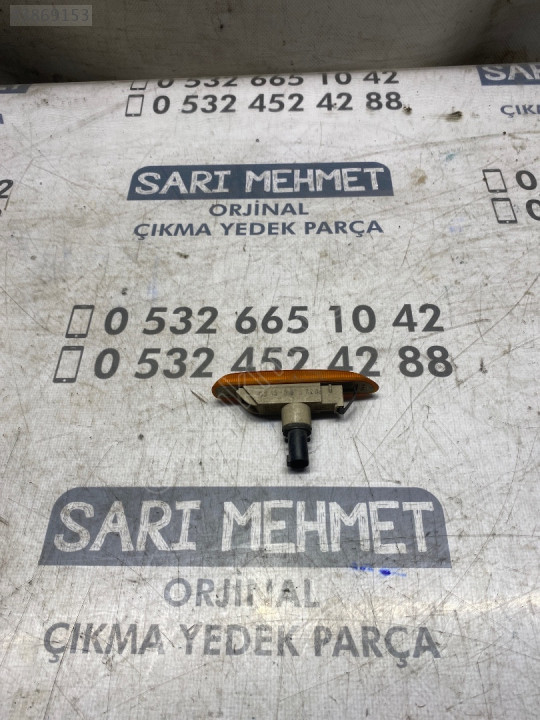 869153
0 532 665 10 42
0 532 452 42 88
SARI MEHMET
ORJİNAL
ÇIKMA YEDEK PARÇA
0 532 665 10 42
0 532 452 42 88
SARI MEHMET
ORJİNAL
ÇIKMA YEDEK PARÇA